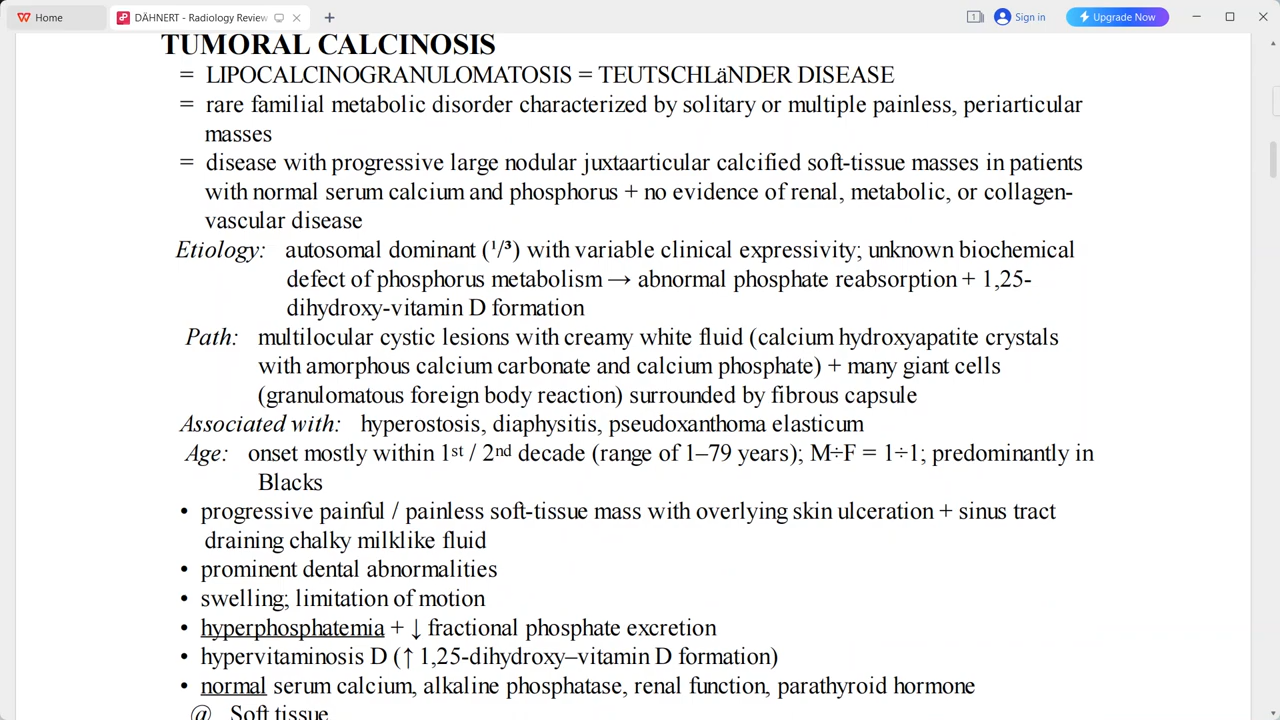 Home
DÄHNERT - Radiology Review
1
Sign in
Upgrade Now
TUMORAL CALCINOSIS
= LIPOCALCINOGRANULOMATOSIS = TEUTSCHLäNDER DISEASE
= rare familial metabolic disorder characterized by solitary or multiple painless, periarticular
masses
= disease with progressive large nodular juxtaarticular calcified soft-tissue masses in patients
with normal serum calcium and phosphorus + no evidence of renal, metabolic, or collagen-
vascular disease
Etiology: autosomal dominant (¹/³) with variable clinical expressivity; unknown biochemical
defect of phosphorus metabolism → abnormal phosphate reabsorption + 1,25-
dihydroxy-vitamin D formation
Path: multilocular cystic lesions with creamy white fluid (calcium hydroxyapatite crystals
with amorphous calcium carbonate and calcium phosphate) + many giant cells
(granulomatous foreign body reaction) surrounded by fibrous capsule
Associated with: hyperostosis, diaphysitis, pseudoxanthoma elasticum
Age: onset mostly within 1st / 2nd decade (range of 1–79 years); M÷F = 1÷1; predominantly in
Blacks
• progressive painful / painless soft-tissue mass with overlying skin ulceration + sinus tract
draining chalky milklike fluid
• prominent dental abnormalities
• swelling; limitation of motion
• hyperphosphatemia + ↓ fractional phosphate excretion
• hypervitaminosis D (↑ 1,25-dihydroxy–vitamin D formation)
• normal serum calcium, alkaline phosphatase, renal function, parathyroid hormone
@ Soft tissue